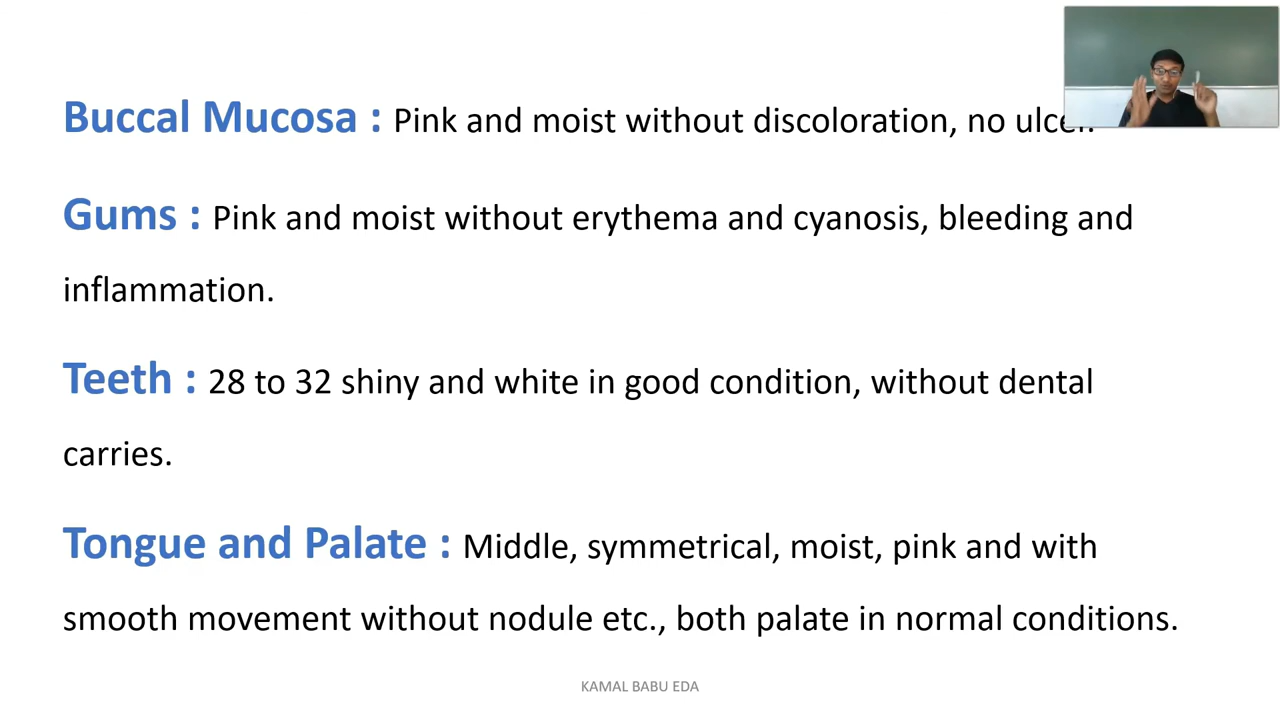 Buccal Mucosa : Pink and moist without discoloration, no ulcer.
Gums : Pink and moist without erythema and cyanosis, bleeding and
inflammation.
Teeth : 28 to 32 shiny and white in good condition, without dental
carries.
Tongue and Palate : Middle, symmetrical, moist, pink and with
smooth movement without nodule etc., both palate in normal conditions.
KAMAL BABU EDA